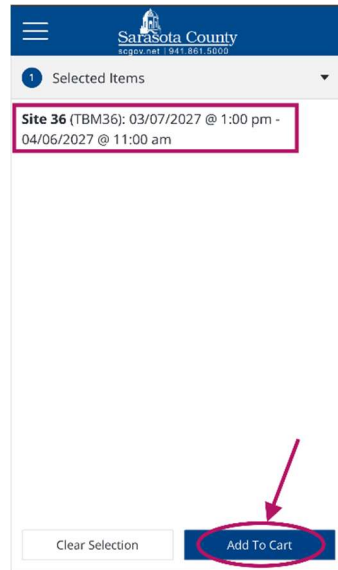 Sarasota County
scgov.net | 941.861.5000
1 Selected Items
Site 36 (TBM36): 03/07/2027 @ 1:00 pm -
04/06/2027 @ 11:00 am
Clear Selection
Add To Cart